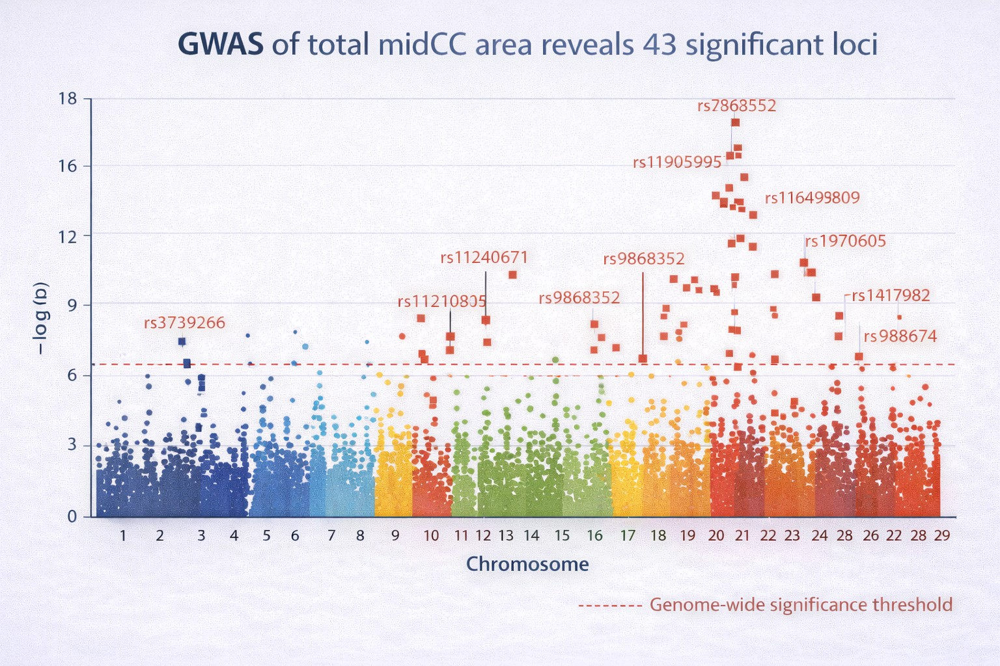 GWAS of total midCC area reveals 43 significant loci
18
rs7868552
16
rs11905995
rs116499809
12
rs1970605
rs11240671
rs9868352
9
rs11210805
rs9868352
rs1417982
rs3739266
rs988674
6
3
0
−log(p)
1 2 3 4 5 6 7 8 9 10 11 12 13 14 15 16 17 18 19 20 21 22 23 24 28 26 22 28 29
Chromosome
Genome-wide significance threshold